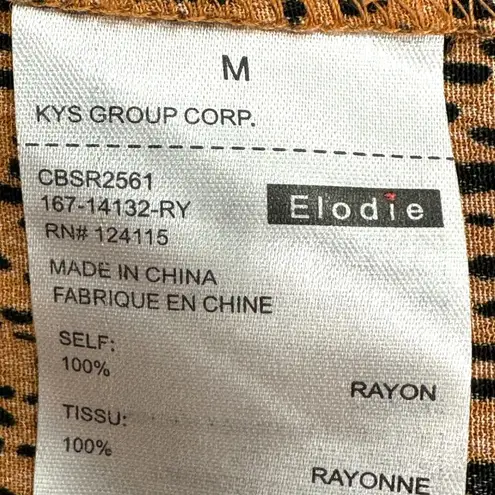 M
KYS GROUP CORP.
CBSR2561
167-14132-RY
RN# 124115
Elodie
MADE IN CHINA
FABRIQUE EN CHINE
SELF:
100%
RAYON
TISSU:
100%
RAYONNE